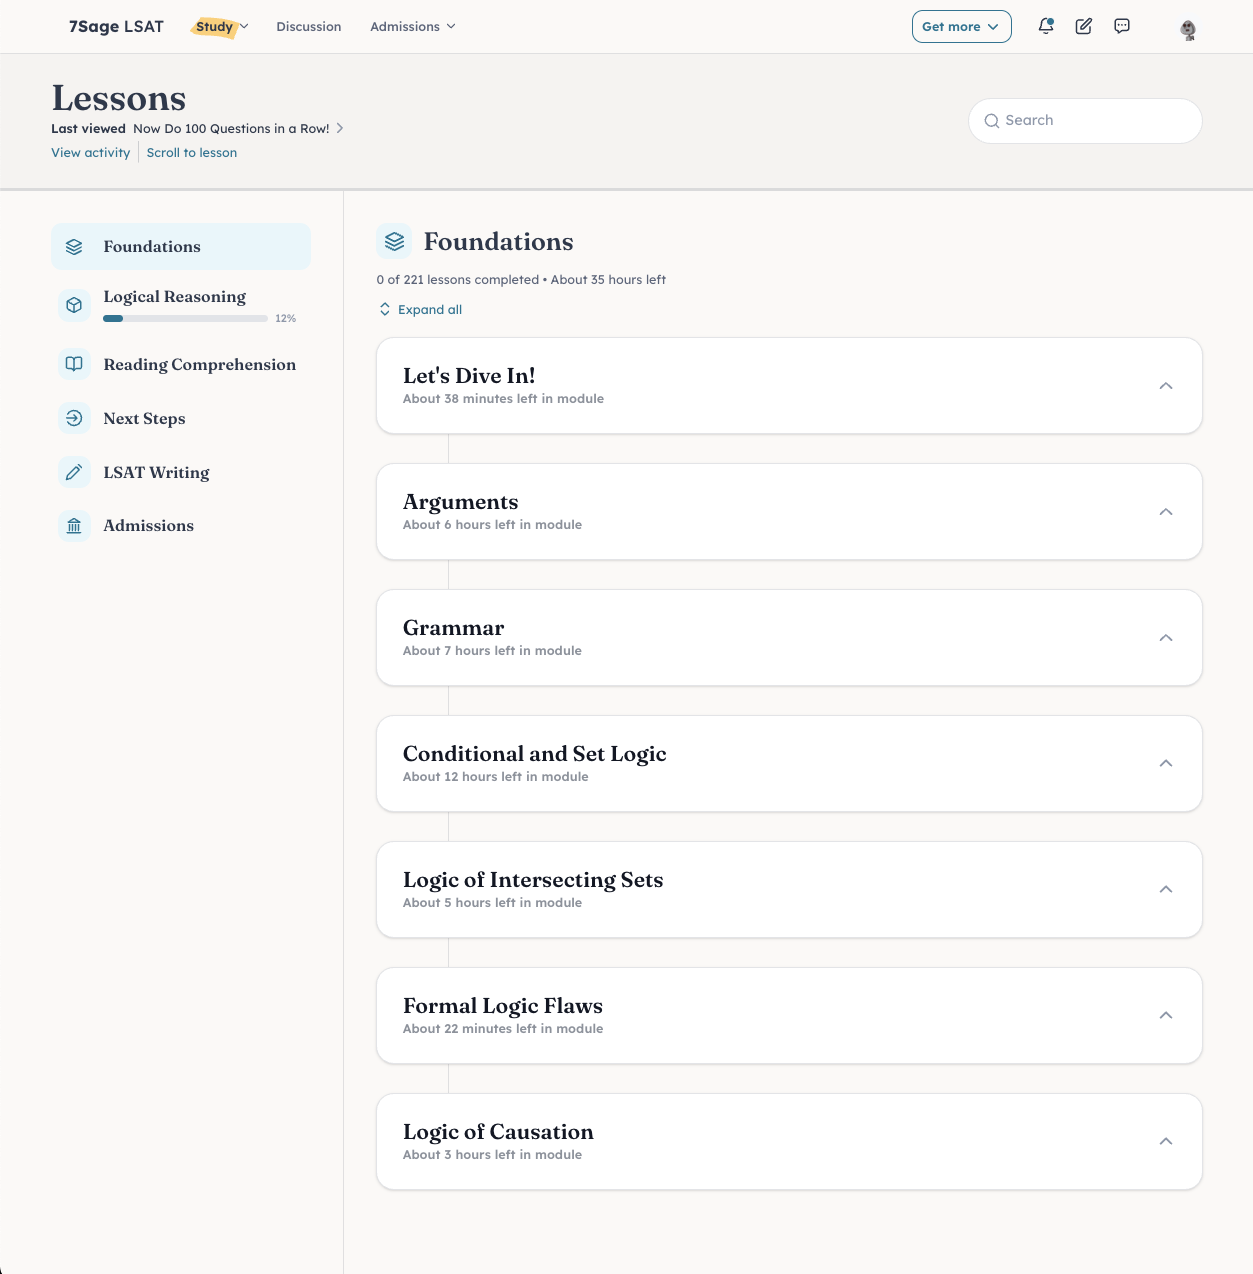 7Sage LSAT Study Discussion Admissions Get more
Lessons
Last viewed Now Do 100 Questions in a Row!
View activity Scroll to lesson
Search
Foundations
Logical Reasoning
12%
Reading Comprehension
Next Steps
LSAT Writing
Admissions
Foundations
0 of 221 lessons completed • About 35 hours left
Expand all
Let's Dive In!
About 38 minutes left in module
Arguments
About 6 hours left in module
Grammar
About 7 hours left in module
Conditional and Set Logic
About 12 hours left in module
Logic of Intersecting Sets
About 5 hours left in module
Formal Logic Flaws
About 22 minutes left in module
Logic of Causation
About 3 hours left in module